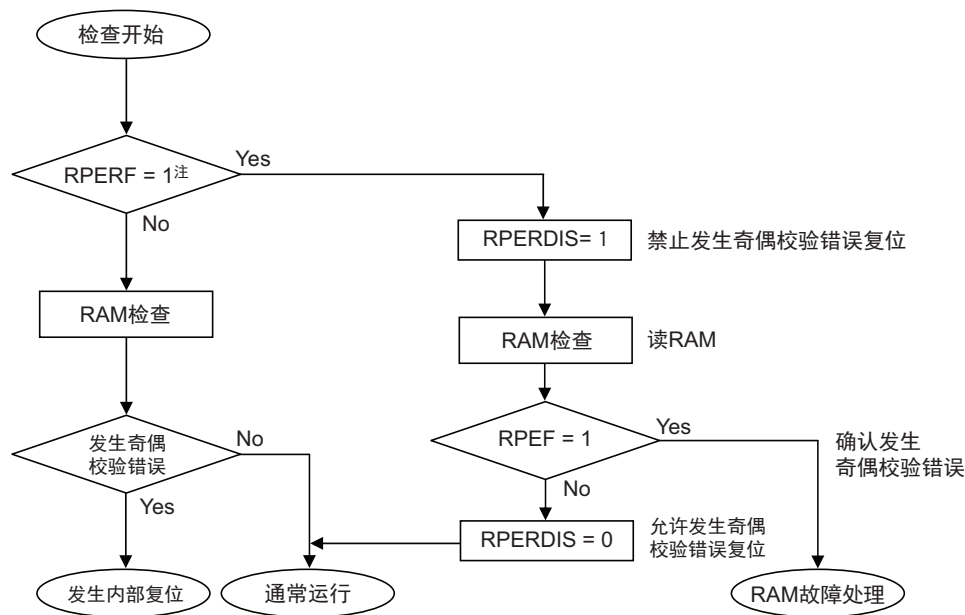 检查开始
RPERF = 1注
Yes
No
RPERDIS= 1
禁止发生奇偶校验错误复位
RAM检查
RAM检查
读RAM
发生奇偶
校验错误
No
Yes
RPEF = 1
Yes
No
确认发生
奇偶校验错误
RPERDIS = 0
允许发生奇偶
校验错误复位
发生内部复位
通常运行
RAM故障处理